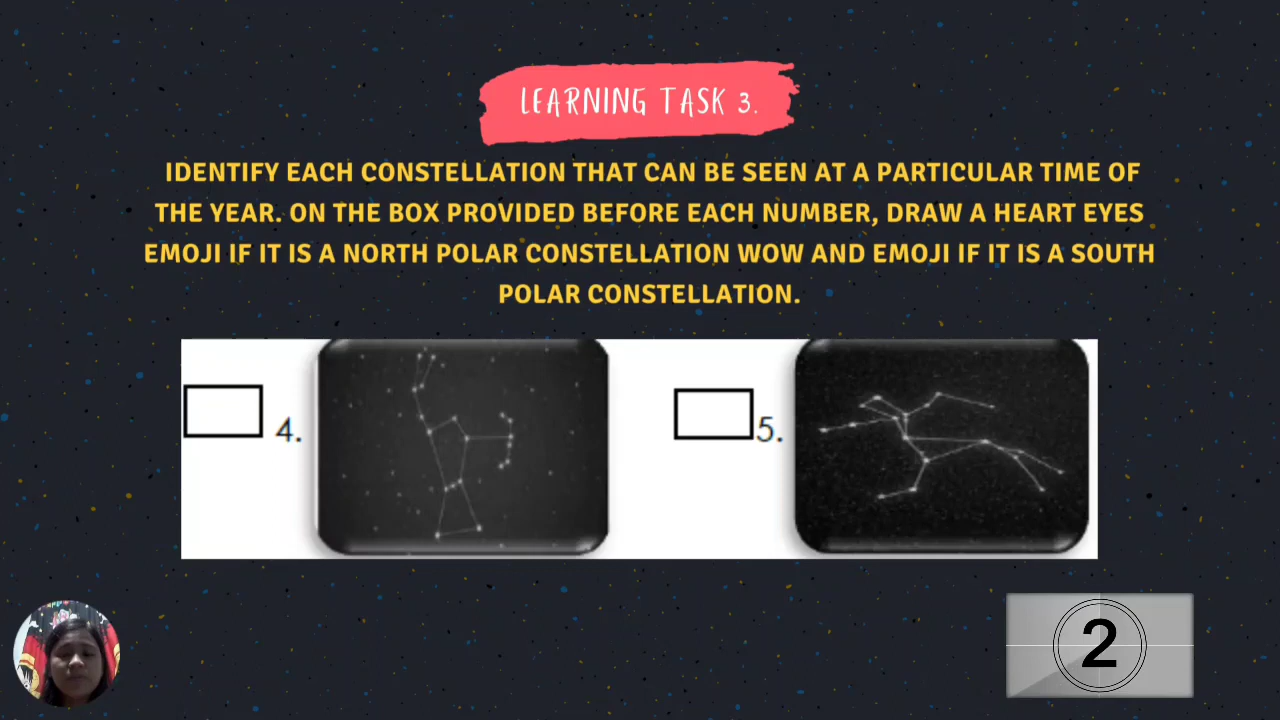 LEARNING TASK 3.
IDENTIFY EACH CONSTELLATION THAT CAN BE SEEN AT A PARTICULAR TIME OF
THE YEAR. ON THE BOX PROVIDED BEFORE EACH NUMBER, DRAW A HEART EYES
EMOJI IF IT IS A NORTH POLAR CONSTELLATION WOW AND EMOJI IF IT IS A SOUTH
POLAR CONSTELLATION.
4.
5.
2